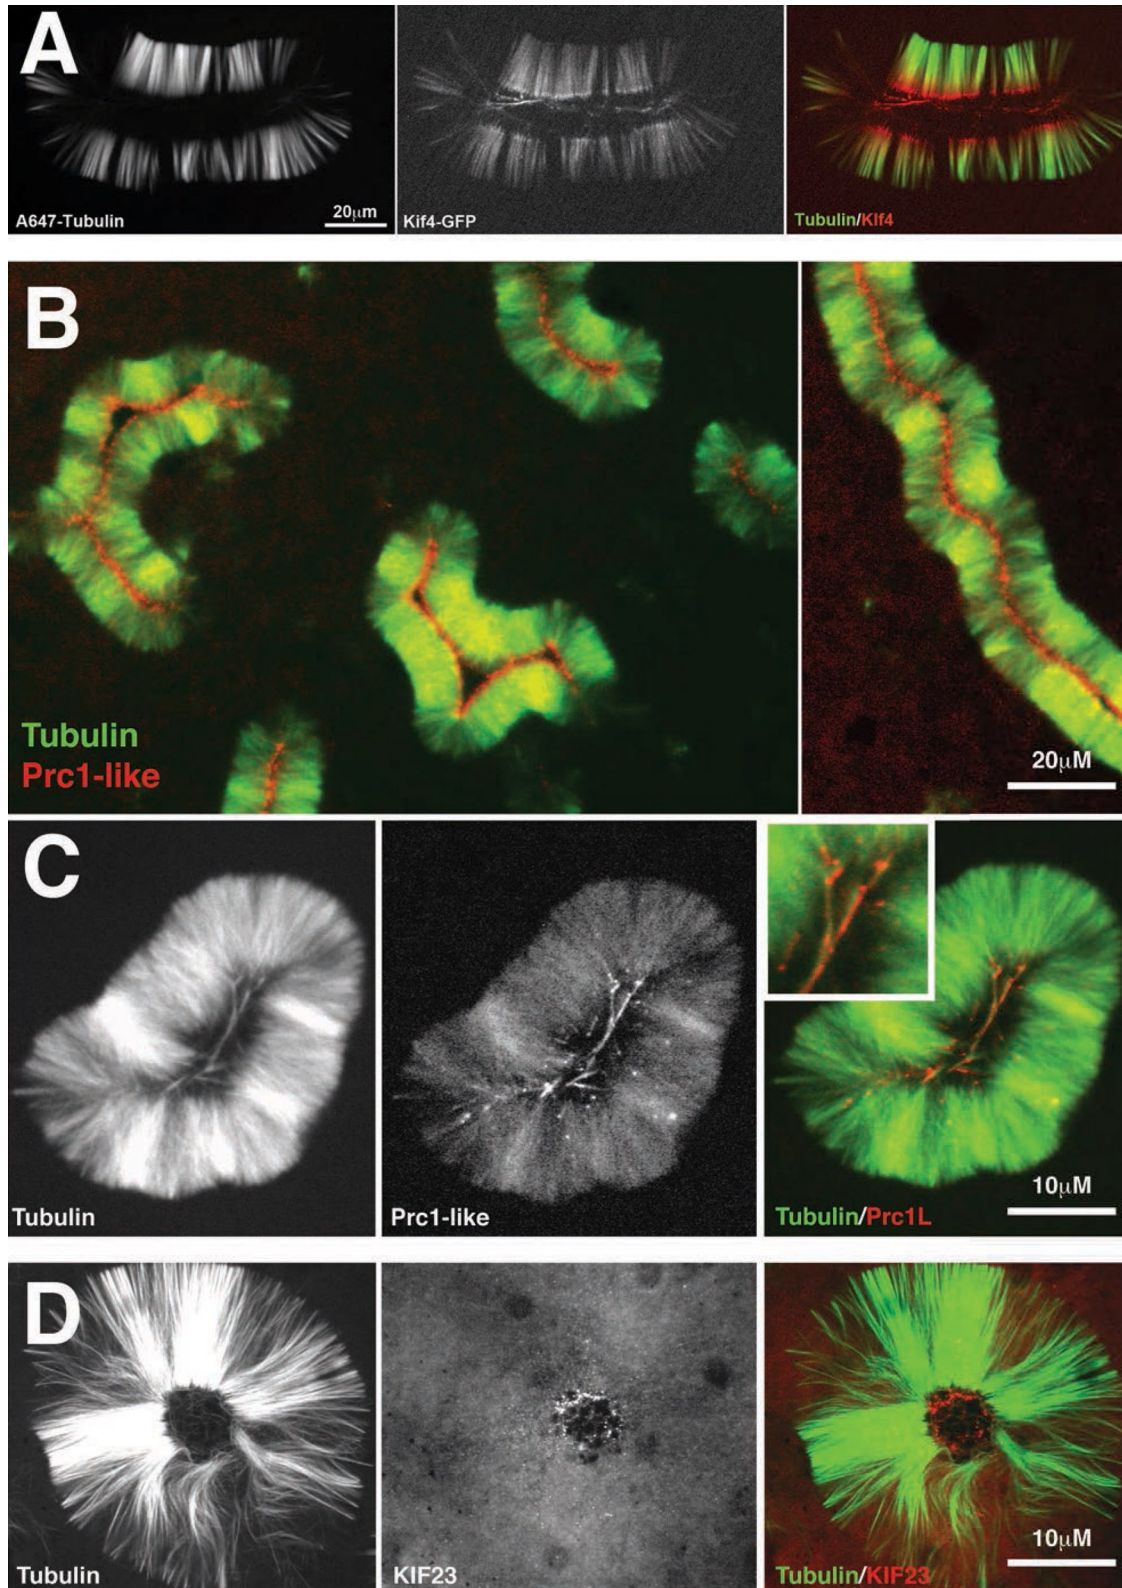 A
A647-Tubulin
20μm
Kif4-GFP
Tubulin/KIf4
B
Tubulin
Prc1-like
20μM
C
Tubulin
Prc1-like
10μM
Tubulin/Prc1L
D
Tubulin
KIF23
10μM
Tubulin/KIF23